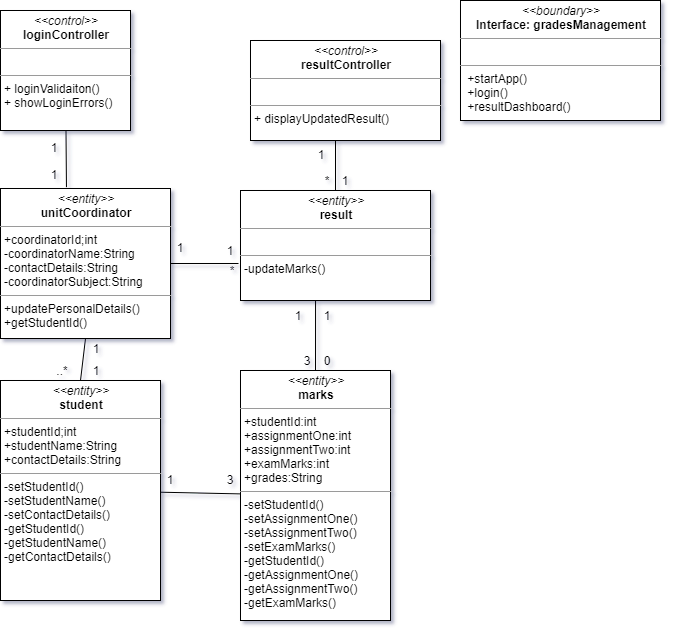 <<control>>
loginController
+ loginValidaiton()
+ showLoginErrors()
<<control>>
resultController
+ displayUpdatedResult()
<<boundary>>
Interface: gradesManagement
+startApp()
+login()
+resultDashboard()
1
1
1
* 1
<<entity>>
unitCoordinator
+coordinatorId;int
-coordinatorName:String
-contactDetails:String
-coordinatorSubject:String
+updatePersonalDetails()
+getStudentId()
1
1
*
<<entity>>
result
-updateMarks()
1
..* 1
1 1
3 0
<<entity>>
student
+studentId;int
+studentName:String
+contactDetails:String
-setStudentId()
-setStudentName()
-setContactDetails()
-getStudentId()
-getStudentName()
-getContactDetails()
1
3
<<entity>>
marks
+studentId:int
+assignmentOne:int
+assignmentTwo:int
+examMarks:int
+grades:String
-setStudentId()
-setAssignmentOne()
-setAssignmentTwo()
-setExamMarks()
-getStudentId()
-getAssignmentOne()
-getAssignmentTwo()
-getExamMarks()